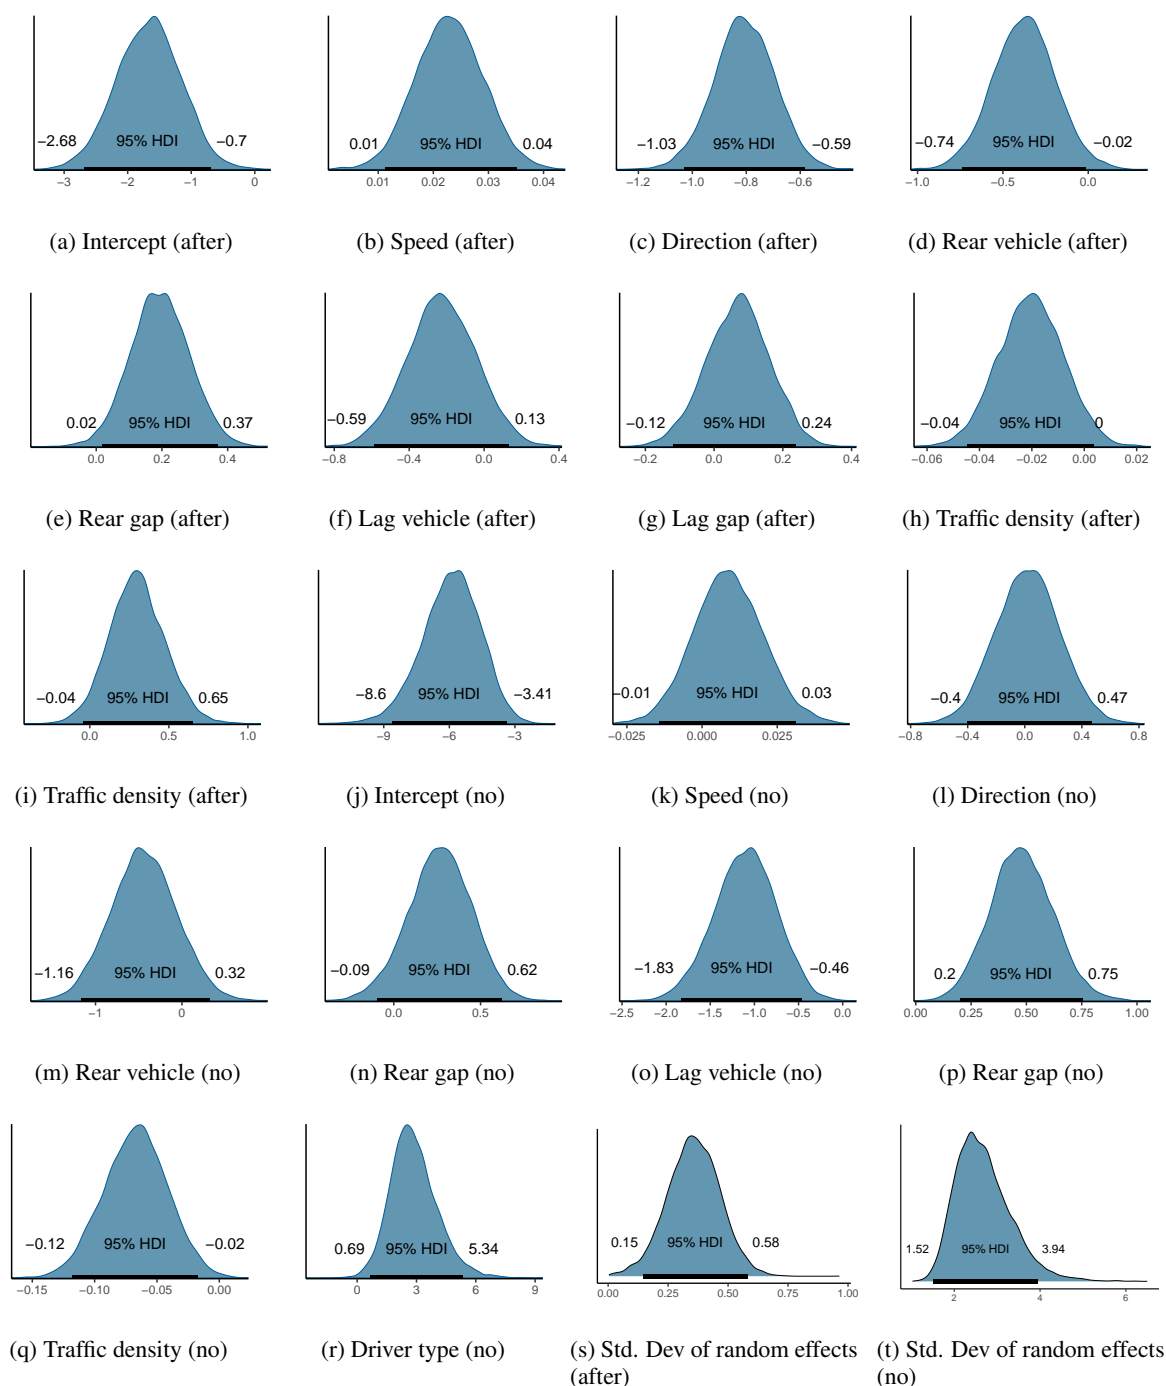 −2.68 95% HDI −0.7
−3 −2 −1 0
(a) Intercept (after)
0.01 95% HDI 0.04
0.01 0.02 0.03 0.04
(b) Speed (after)
−1.03 95% HDI −0.59
−1.2 −1.0 −0.8 −0.6
(c) Direction (after)
−0.74 95% HDI −0.02
−1.0 −0.5 0.0
(d) Rear vehicle (after)
0.02 95% HDI 0.37
0.0 0.2 0.4
(e) Rear gap (after)
−0.59 95% HDI 0.13
−0.8 −0.4 0.0 0.4
(f) Lag vehicle (after)
−0.12 95% HDI 0.24
−0.2 0.0 0.2 0.4
(g) Lag gap (after)
−0.04 95% HDI 0
−0.06 −0.04 −0.02 0.00 0.02
(h) Traffic density (after)
−0.04 95% HDI 0.65
0.0 0.5 1.0
(i) Traffic density (after)
−8.6 95% HDI −3.41
−9 −6 −3
(j) Intercept (no)
−0.01 95% HDI 0.03
−0.025 0.000 0.025
(k) Speed (no)
−0.4 95% HDI 0.47
−0.8 −0.4 0.0 0.4 0.8
(l) Direction (no)
−1.16 95% HDI 0.32
−1 0
(m) Rear vehicle (no)
−0.09 95% HDI 0.62
0.0 0.5
(n) Rear gap (no)
−1.83 95% HDI −0.46
−2.5 −2.0 −1.5 −1.0 −0.5 0.0
(o) Lag vehicle (no)
0.2 95% HDI 0.75
0.00 0.25 0.50 0.75 1.00
(p) Rear gap (no)
−0.12 95% HDI −0.02
−0.15 −0.10 −0.05 0.00
(q) Traffic density (no)
0.69 95% HDI 5.34
0 3 6 9
(r) Driver type (no)
0.15 95% HDI 0.58
0.00 0.25 0.50 0.75 1.00
(s) Std. Dev of random effects
(after)
1.52 95% HDI 3.94
2 4 6
(t) Std. Dev of random effects
(no)